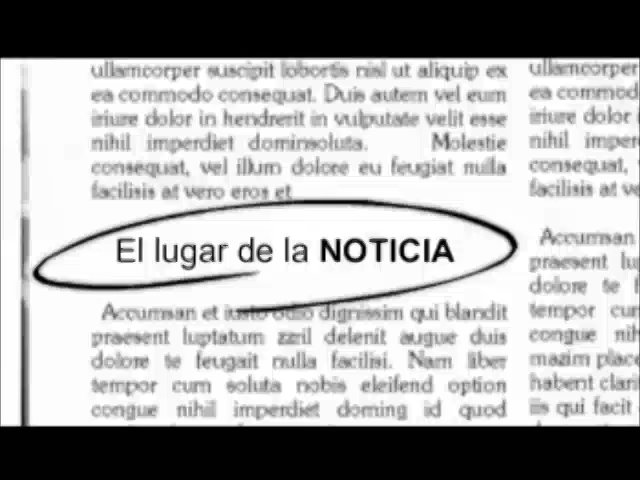 ullamcorper suscipit lobortis nisl ut aliquip ex
ea commodo consequat. Duis autem vel eum
iriure dolor in hendrerit in vulputate velit esse
nihil imperdiet dominsoluta. Molestie
consequat, vel illum dolore eu feugiat nulla
facilisis at vero eros et
El lugar de la NOTICIA
Accumsan et iusto odio dignissim qui blandit
praesent luptatum zzril delenit augue duis
dolore te feugait nulla facilisi. Nam liber
tempor cum soluta nobis eleifend option
congue nihil imperdiet doming id quod
ullamcorper
ea commodo
iriure dolor i
nihil imper
consequat,
facilisis at v
Accumsan
praesent lu
dolore te
tempor cu
congue nih
mazim place
habent clari
iis qui facit